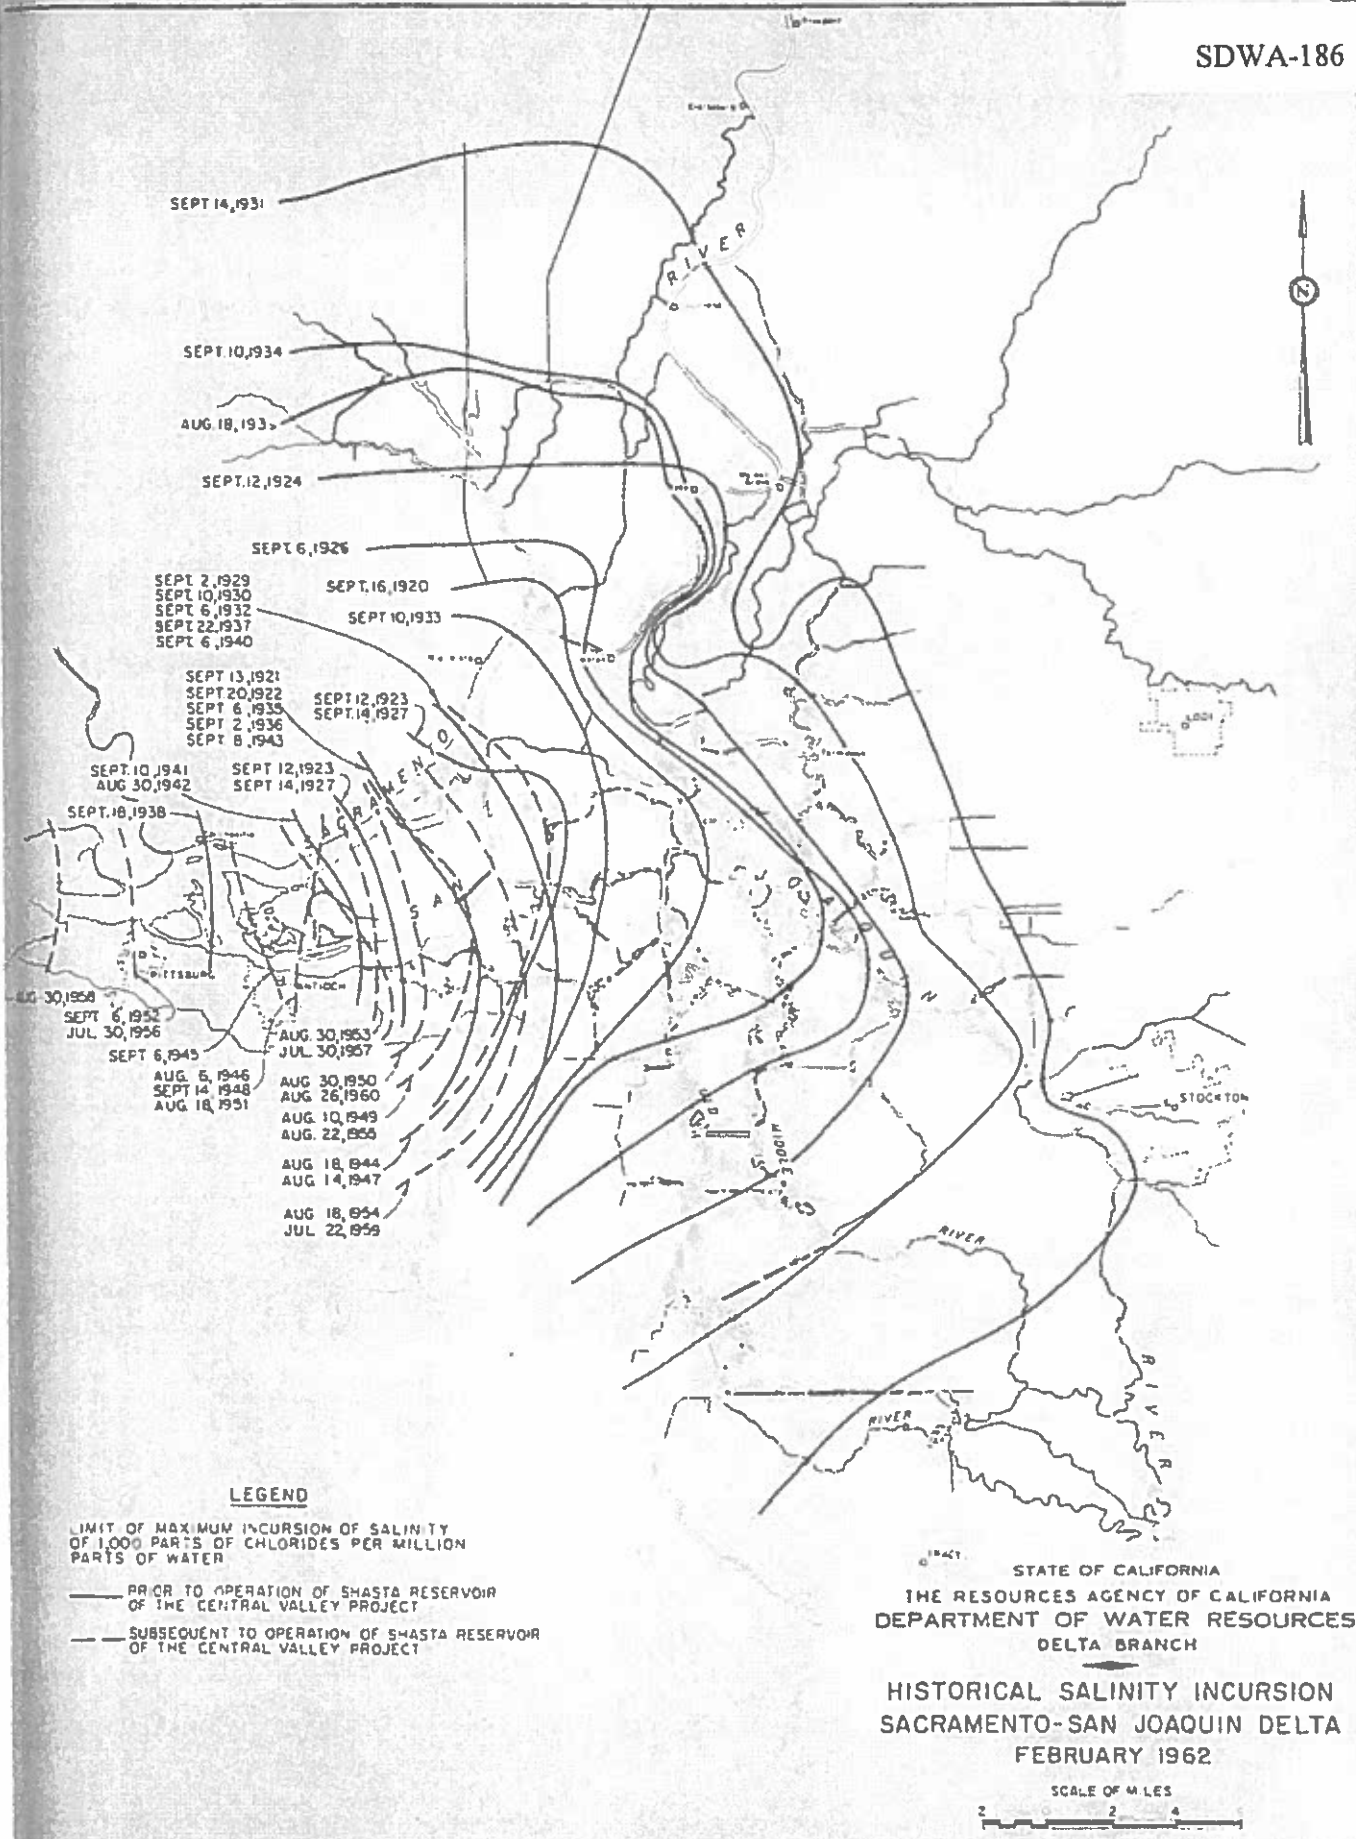 SDWA-186
RIVER
SEPT 14,1931
N
SEPT. 10,1934
AUG. 18,193
SEPT. 12,1924
SEPT. 6,1926
SEPT. 16,1920
SEPT 10,1933
SEPT. 2,1929
SEPT. 10,1930
SEPT. 6,1932
SEPT. 22,1937
SEPT. 6,1940
SEPT 13,1921
SEPT 20,1922
SEPT 6,1935
SEPT 2,1936
SEPT 8,1943
SEPT 12,1923
SEPT. 14,1927
LODI
SEPT. 10,1941
AUG 30,1942
SEPT 12,1923
SEPT 14,1927
SEPT. 18,1938
SACRAMENTO
SAN
JOAQUIN
PITTSBURG
ANTIOCH
AUG 30,1958
SEPT 6,1952
JUL 30,1956
SEPT 6,1945
AUG. 6,1946
SEPT 14,1948
AUG 18,1951
AUG. 30,1953
JUL. 30,1957
AUG 30,1950
AUG 26,1960
AUG. 10,1949
AUG. 22,1955
AUG 18,1944
AUG 14,1947
AUG 18,1954
JUL 22,1959
STOCKTON
MIDDLE
RIVER
RIVER
RIVER
LEGEND
LIMIT OF MAXIMUM INCURSION OF SALINITY
OF 1,000 PARTS OF CHLORIDES PER MILLION
PARTS OF WATER
PRIOR TO OPERATION OF SHASTA RESERVOIR
OF THE CENTRAL VALLEY PROJECT
SUBSEQUENT TO OPERATION OF SHASTA RESERVOIR
OF THE CENTRAL VALLEY PROJECT
TRACY
STATE OF CALIFORNIA
THE RESOURCES AGENCY OF CALIFORNIA
DEPARTMENT OF WATER RESOURCES
DELTA BRANCH
HISTORICAL SALINITY INCURSION
SACRAMENTO-SAN JOAQUIN DELTA
FEBRUARY 1962
SCALE OF MILES
2 0 2 4